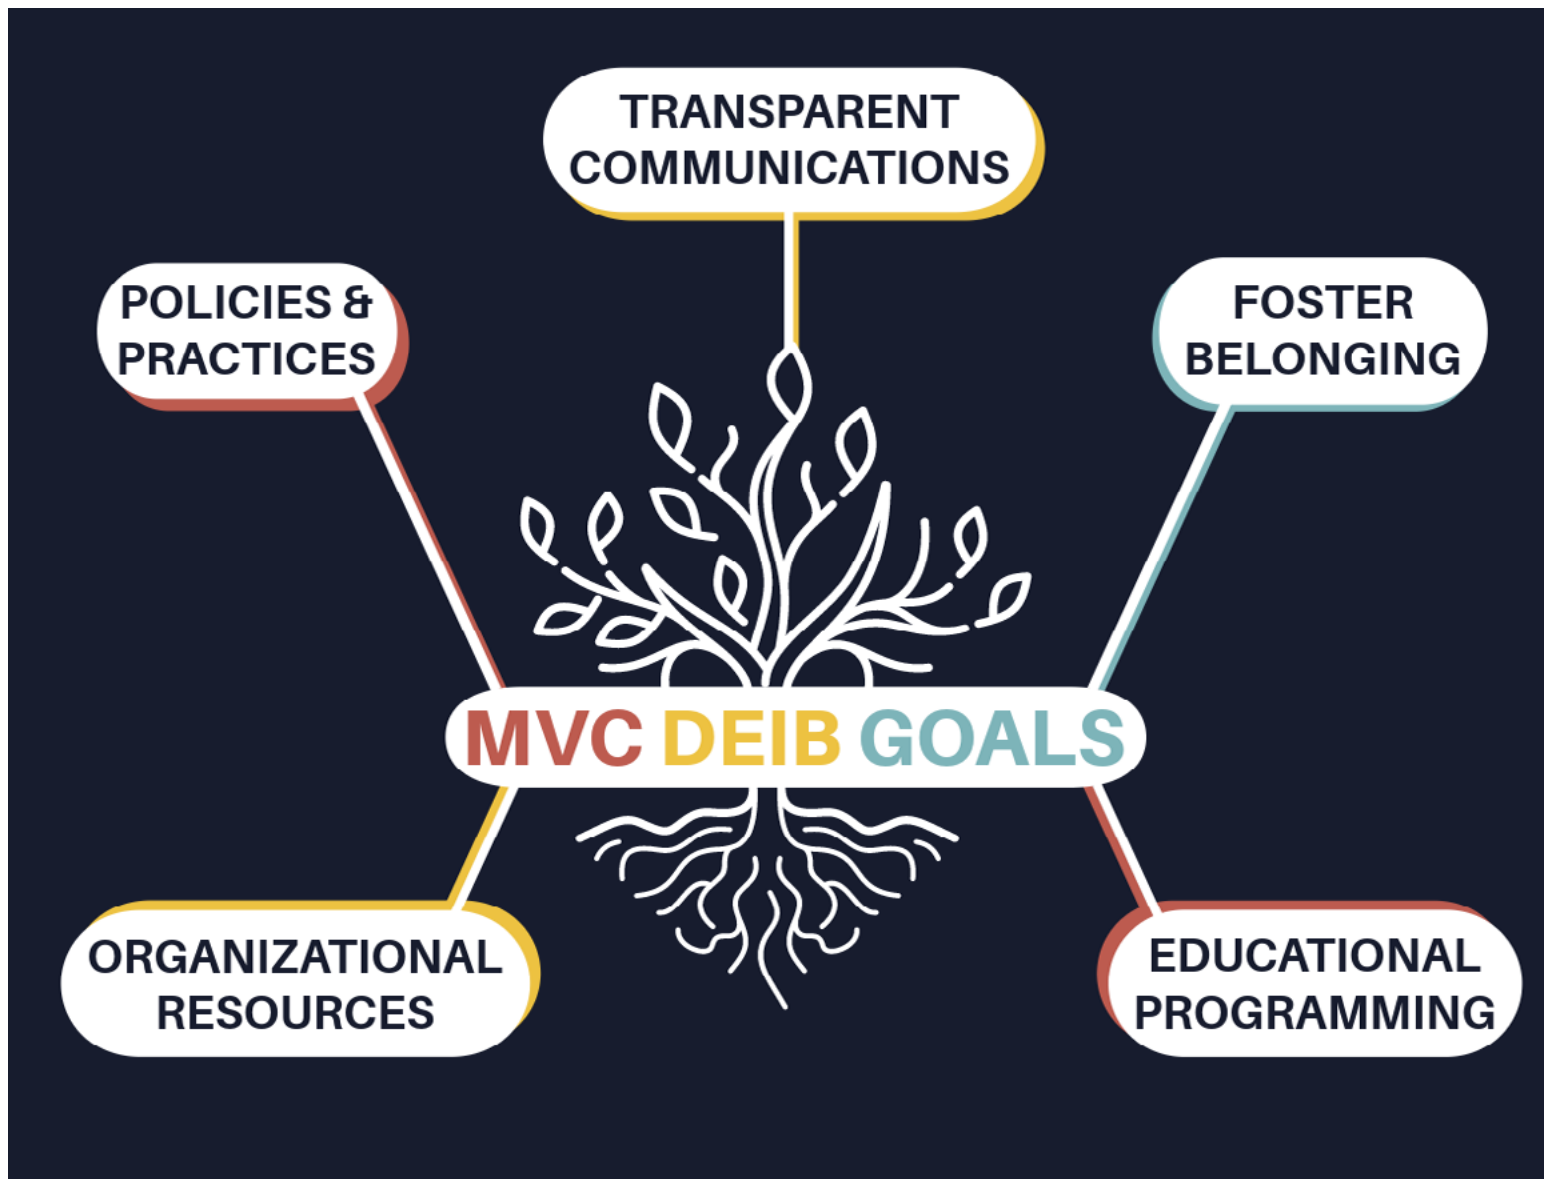 TRANSPARENT
COMMUNICATIONS
POLICIES &
PRACTICES
FOSTER
BELONGING
MVC DEIB GOALS
ORGANIZATIONAL
RESOURCES
EDUCATIONAL
PROGRAMMING